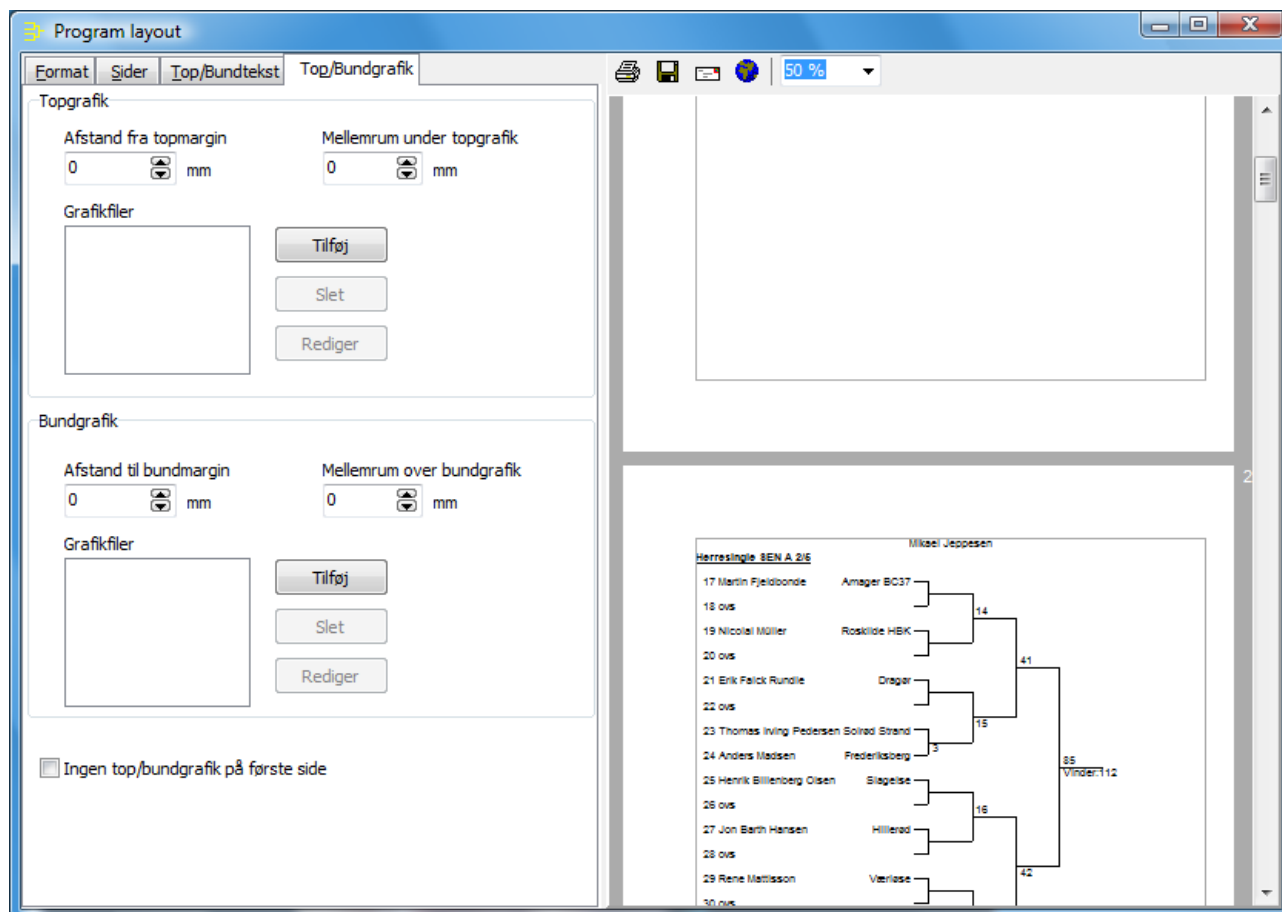 Program layout
Format Sider Top/Bundtekst Top/Bundgrafik
50 %
Topgrafik
Afstand fra topmargin Mellemrum under topgrafik
0 mm 0 mm
Grafikfiler
Tilføj
Slet
Rediger
Bundgrafik
Afstand til bundmargin Mellemrum over bundgrafik
0 mm 0 mm
Grafikfiler
Tilføj
Slet
Rediger
Ingen top/bundgrafik på første side
2
Mikael Jeppesen
Herresingle SEN A 2/6
17 Martin Fjeldbonde Amager BC37
18 ovs
14
19 Nicolai Müller Roskilde HBK
20 ovs
41
21 Erik Falck Rundle Dragør
22 ovs
15
23 Thomas Irving Pedersen Solrød Strand
3
24 Anders Madsen Frederiksberg
85
Vinder:112
25 Henrik Billenberg Olsen Slagelse
26 ovs
16
27 Jon Barth Hansen Hillerød
28 ovs
42
29 Rene Mattisson Værløse
30 ovs